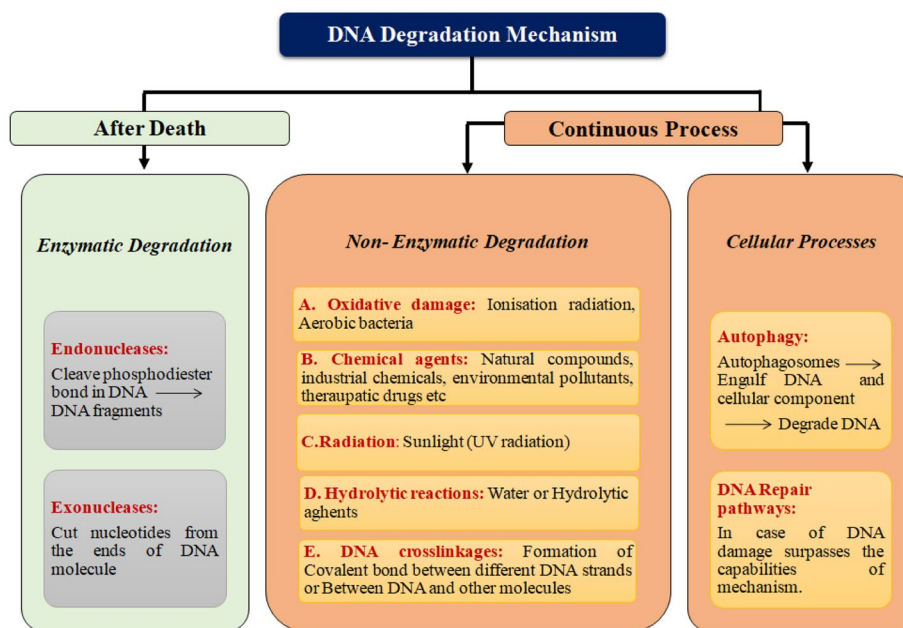 DNA Degradation Mechanism
After Death
Continuous Process
Enzymatic Degradation
Endonucleases:
Cleave phosphodiester
bond in DNA ⟶
DNA fragments
Exonucleases:
Cut nucleotides from
the ends of DNA
molecule
Non- Enzymatic Degradation
A. Oxidative damage: Ionisation radiation,
Aerobic bacteria
B. Chemical agents: Natural compounds,
industrial chemicals, environmental pollutants,
theraupatic drugs etc
C.Radiation: Sunlight (UV radiation)
D. Hydrolytic reactions: Water or Hydrolytic
aghents
E. DNA crosslinkages: Formation of
Covalent bond between different DNA strands
or Between DNA and other molecules
Cellular Processes
Autophagy:
Autophagosomes ⟶
Engulf DNA and
cellular component
⟶ Degrade DNA
DNA Repair
pathways:
In case of DNA
damage surpasses the
capabilities of
mechanism.